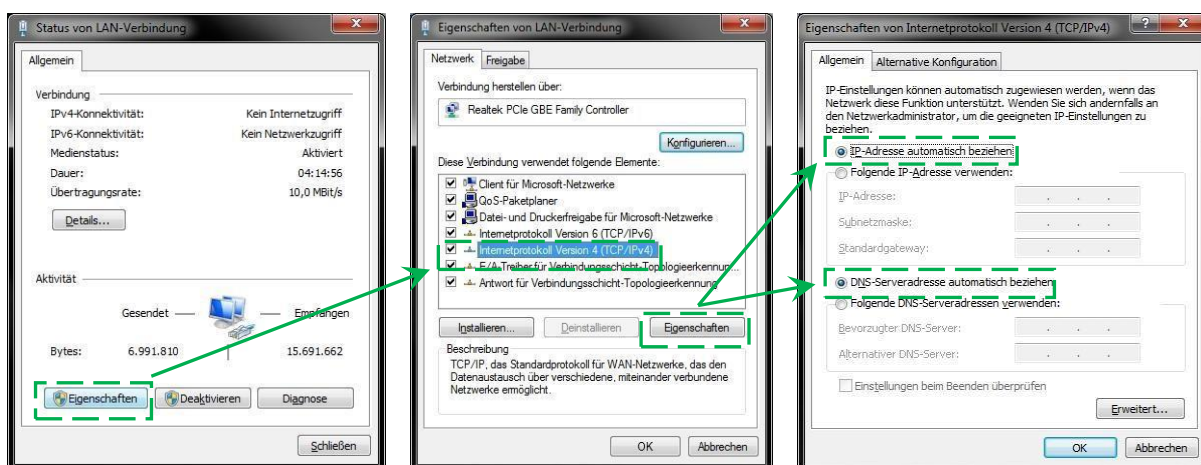 Status von LAN-Verbindung
Allgemein
Verbindung
IPv4-Konnektivität: Kein Internetzugriff
IPv6-Konnektivität: Kein Netzwerkzugriff
Medienstatus: Aktiviert
Dauer: 04:14:56
Übertragungsrate: 10,0 MBit/s
Details...
Aktivität
Gesendet — — Empfangen
Bytes: 6.991.810 15.691.662
Eigenschaften Deaktivieren Diagnose
Schließen
Eigenschaften von LAN-Verbindung
Netzwerk Freigabe
Verbindung herstellen über:
Realtek PCIe GBE Family Controller
Konfigurieren...
Diese Verbindung verwendet folgende Elemente:
Client für Microsoft-Netzwerke
QoS-Paketplaner
Datei- und Druckerfreigabe für Microsoft-Netzwerke
Internetprotokoll Version 6 (TCP/IPv6)
Internetprotokoll Version 4 (TCP/IPv4)
E/A-Treiber für Verbindungsschicht-Topologieerkennun...
Antwort für Verbindungsschicht-Topologieerkennung
Installieren... Deinstallieren Eigenschaften
Beschreibung
TCP/IP, das Standardprotokoll für WAN-Netzwerke, das den
Datenaustausch über verschiedene, miteinander verbundene
Netzwerke ermöglicht.
OK Abbrechen
Eigenschaften von Internetprotokoll Version 4 (TCP/IPv4)
Allgemein Alternative Konfiguration
IP-Einstellungen können automatisch zugewiesen werden, wenn das
Netzwerk diese Funktion unterstützt. Wenden Sie sich andernfalls an
den Netzwerkadministrator, um die geeigneten IP-Einstellungen zu
beziehen.
IP-Adresse automatisch beziehen
Folgende IP-Adresse verwenden:
IP-Adresse: . . .
Subnetzmaske: . . .
Standardgateway: . . .
DNS-Serveradresse automatisch beziehen
Folgende DNS-Serveradressen verwenden:
Bevorzugter DNS-Server: . . .
Alternativer DNS-Server: . . .
Einstellungen beim Beenden überprüfen
Erweitert...
OK Abbrechen